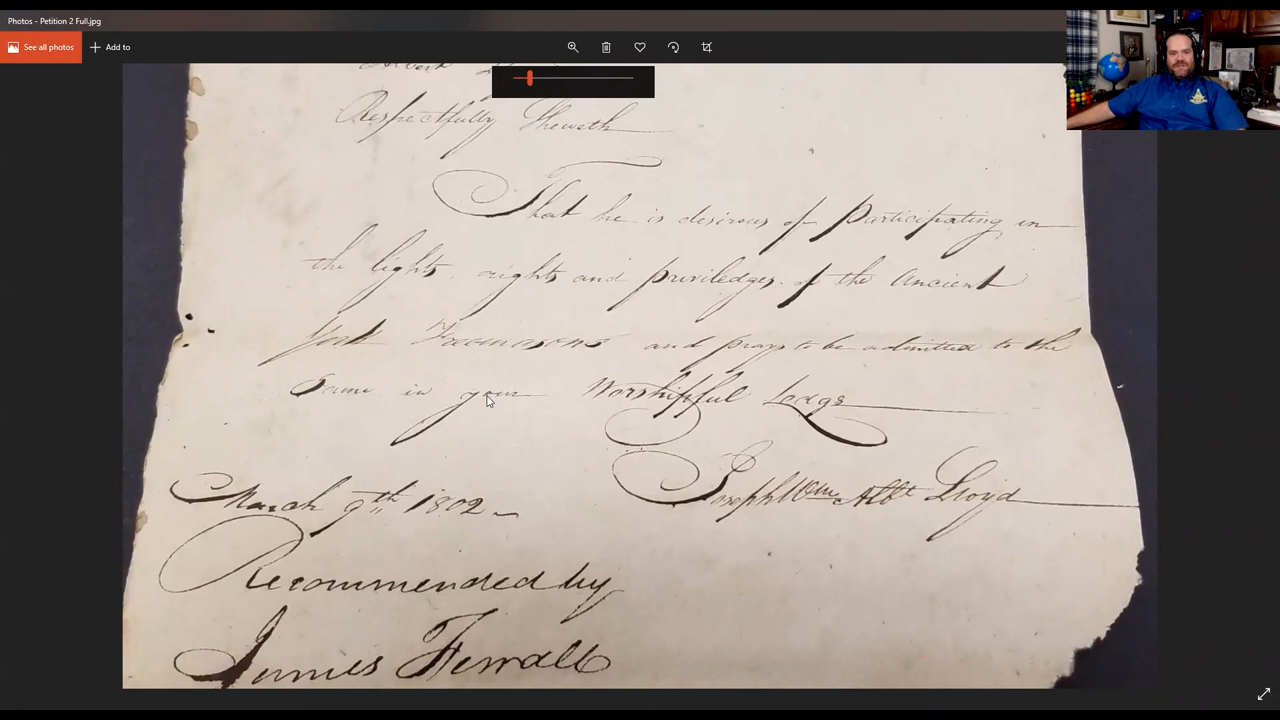 Photos - Petition 2 Full.jpg
See all photos
Add to
Respectfully Sheweth
That he is desirous of participating in
the lights, rights and priviledges of the Ancient
York Freemasons and prays to be admitted to the
Same in your Worshipful Lodge
March 9th 1802
Joseph Wm Albt Lloyd
Recommended by
James